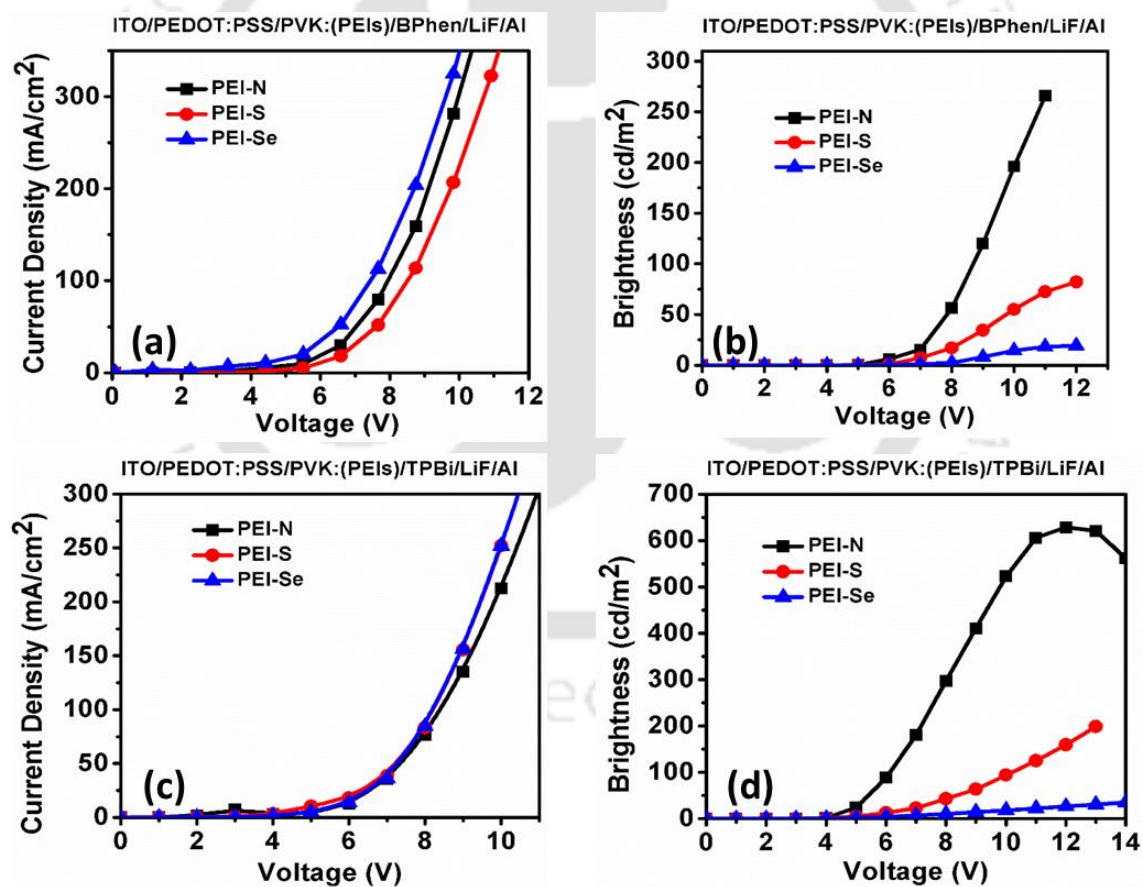 ITO/PEDOT:PSS/PVK:(PEIs)/BPhen/LiF/Al
Current Density (mA/cm²)
300
200
100
0
PEI-N
PEI-S
PEI-Se
(a)
0 2 4 6 8 10 12
Voltage (V)
ITO/PEDOT:PSS/PVK:(PEIs)/BPhen/LiF/Al
Brightness (cd/m²)
300
250
200
150
100
50
0
PEI-N
PEI-S
PEI-Se
(b)
0 2 4 6 8 10 12
Voltage (V)
ITO/PEDOT:PSS/PVK:(PEIs)/TPBi/LiF/Al
Current Density (mA/cm²)
300
250
200
150
100
50
0
PEI-N
PEI-S
PEI-Se
(c)
0 2 4 6 8 10
Voltage (V)
ITO/PEDOT:PSS/PVK:(PEIs)/TPBi/LiF/Al
Brightness (cd/m²)
700
600
500
400
300
200
100
0
PEI-N
PEI-S
PEI-Se
(d)
0 2 4 6 8 10 12 14
Voltage (V)